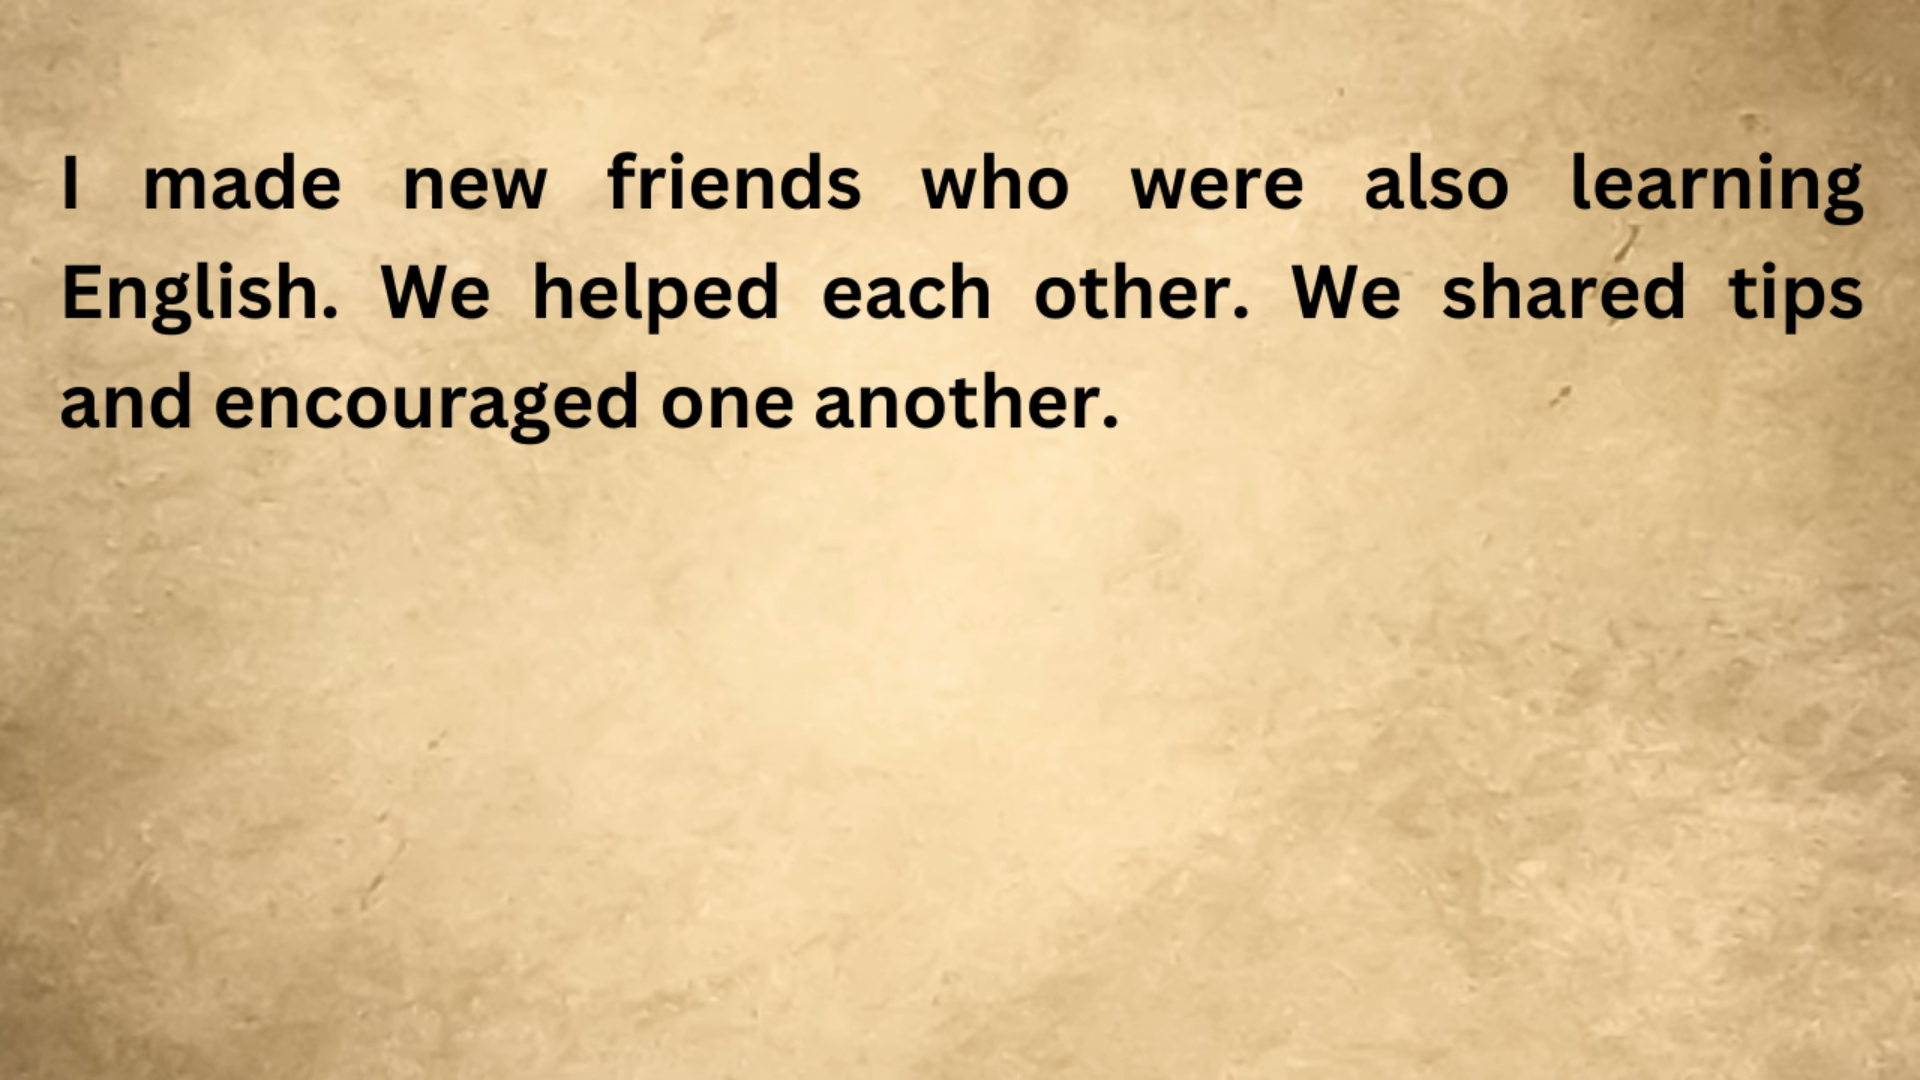 I made new friends who were also learning
English. We helped each other. We shared tips
and encouraged one another.